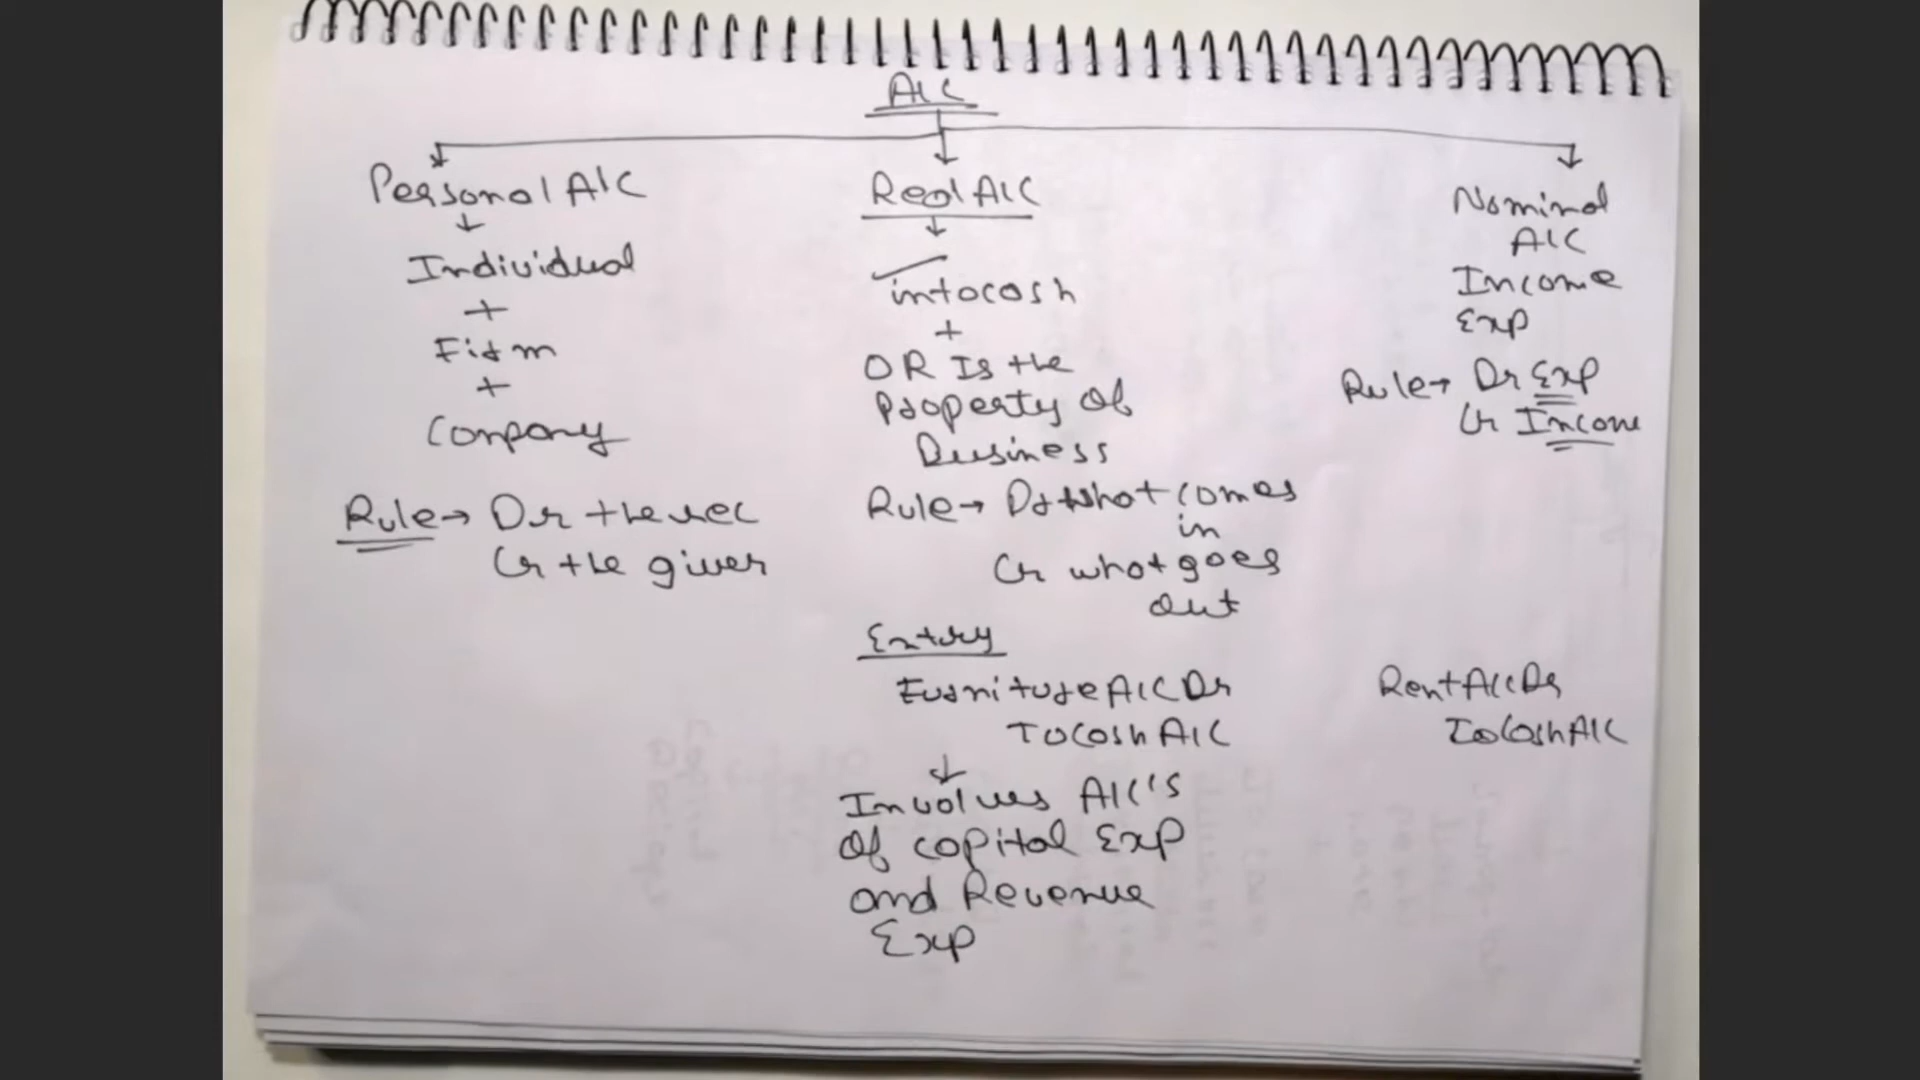 A/C
Personal A/C
Individual
+
Firm
+
Company
Rule → Dr the rec
Cr the giver
Real A/C
into cash
+
OR Is the
Property Of
Business
Rule → Dr what comes
in
Cr what goes
out
Entry
Furniture A/C Dr
To Cash A/C
Involves A/C's
Of capital Exp
and Revenue
Exp
Nominal
A/C
Income
Exp
Rule → Dr Exp
Cr Income
Rent A/C Dr
To Cash A/C